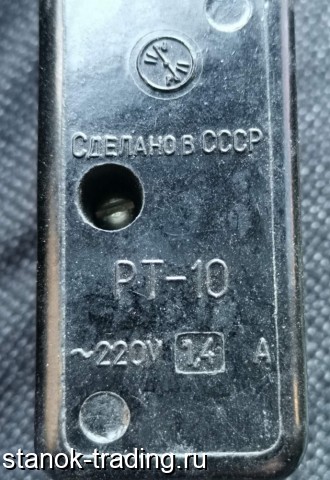 Сделано в СССР
РТ-10
~220V 1,4 А
stanok-trading.ru